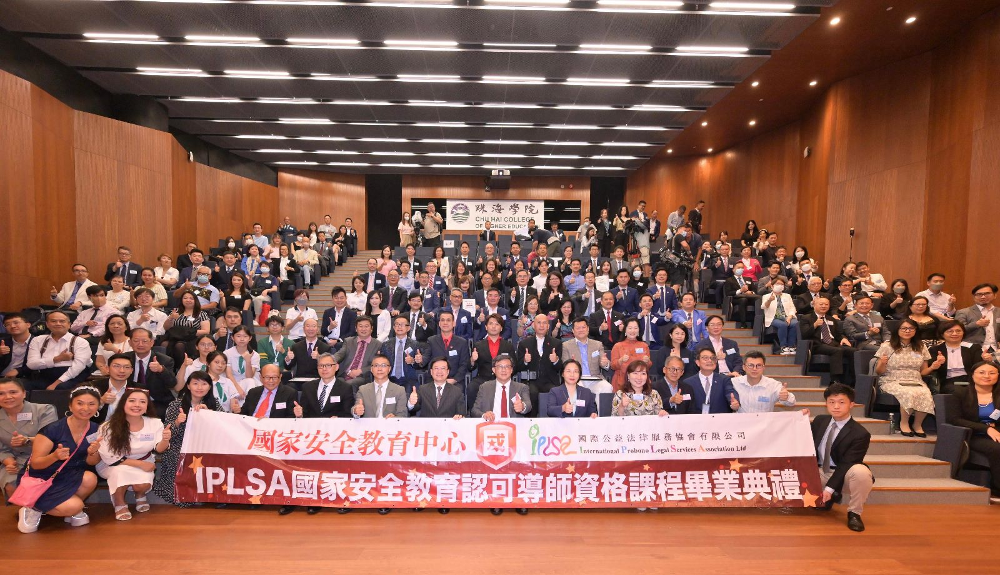 珠海學院
CHU HAI COLLEGE
OF HIGHER EDUCATION
國家安全教育中心
國
IPLSA
國際公益法律服務協會有限公司
International Probono Legal Services Association Ltd
IPLSA國家安全教育認可導師資格課程畢業典禮